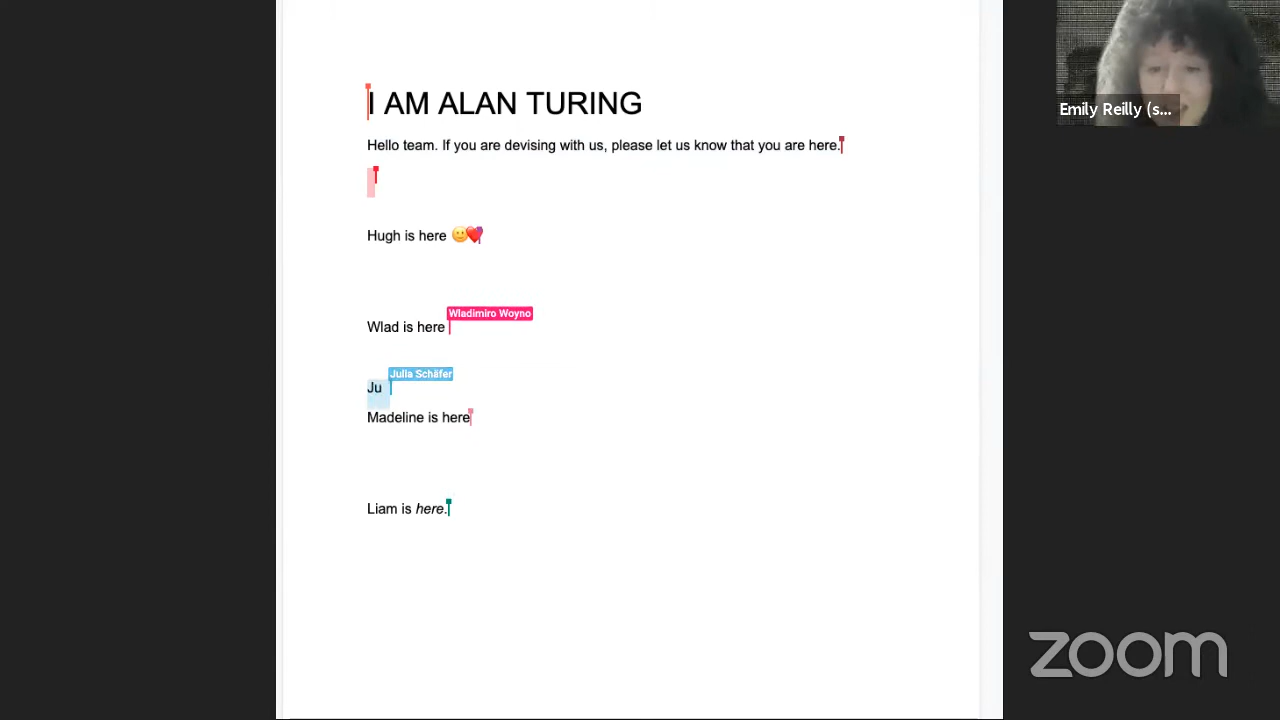 I AM ALAN TURING
Hello team. If you are devising with us, please let us know that you are here.
Hugh is here 🙂❤️
Wladimiro Woyno
Wlad is here
Julia Schäfer
Ju
Madeline is here
Liam is here.
Emily Reilly (s...
zoom